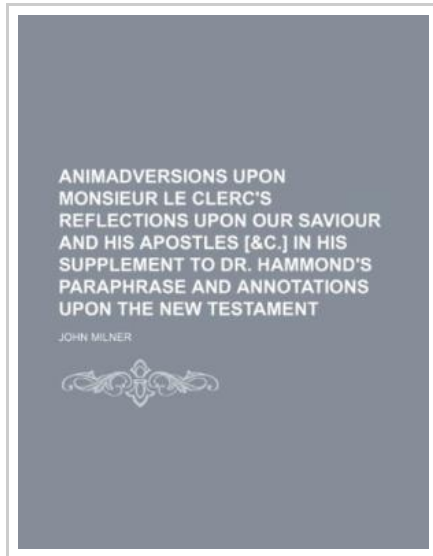 ANIMADVERSIONS UPON
MONSIEUR LE CLERC'S
REFLECTIONS UPON OUR SAVIOUR
AND HIS APOSTLES [&C.] IN HIS
SUPPLEMENT TO DR. HAMMOND'S
PARAPHRASE AND ANNOTATIONS
UPON THE NEW TESTAMENT
JOHN MILNER